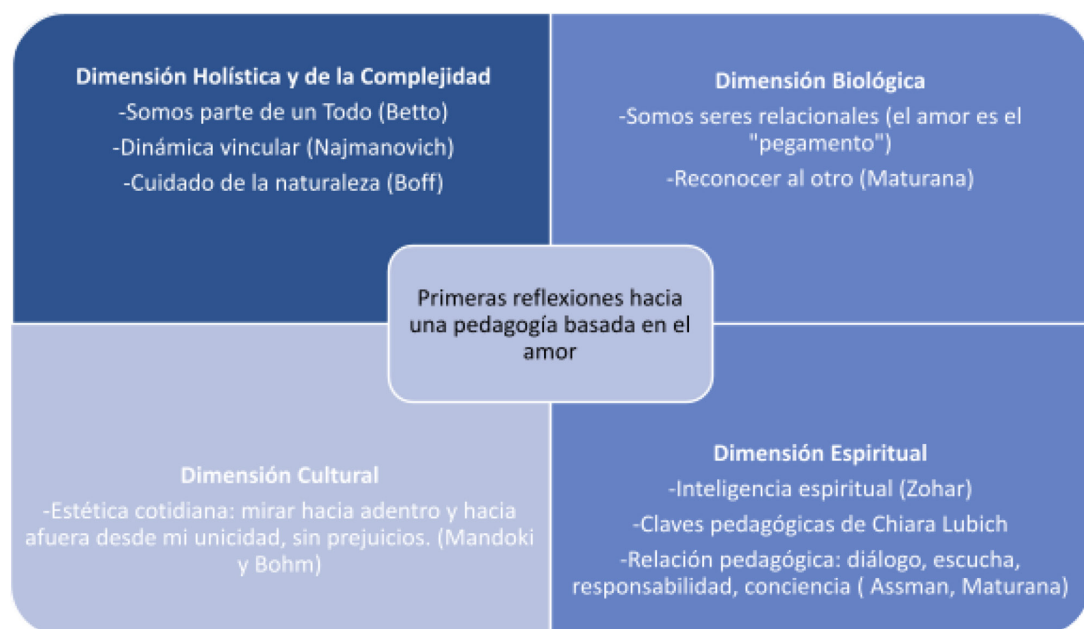 Dimensión Holística y de la Complejidad
-Somos parte de un Todo (Betto)
-Dinámica vincular (Najmanovich)
-Cuidado de la naturaleza (Boff)
Dimensión Biológica
-Somos seres relacionales (el amor es el
"pegamento")
-Reconocer al otro (Maturana)
Primeras reflexiones hacia
una pedagogía basada en el
amor
Dimensión Cultural
-Estética cotidiana: mirar hacia adentro y hacia
afuera desde mi unicidad, sin prejuicios. (Mandoki
y Bohm)
Dimensión Espiritual
-Inteligencia espiritual (Zohar)
-Claves pedagógicas de Chiara Lubich
-Relación pedagógica: diálogo, escucha,
responsabilidad, conciencia ( Assman, Maturana)